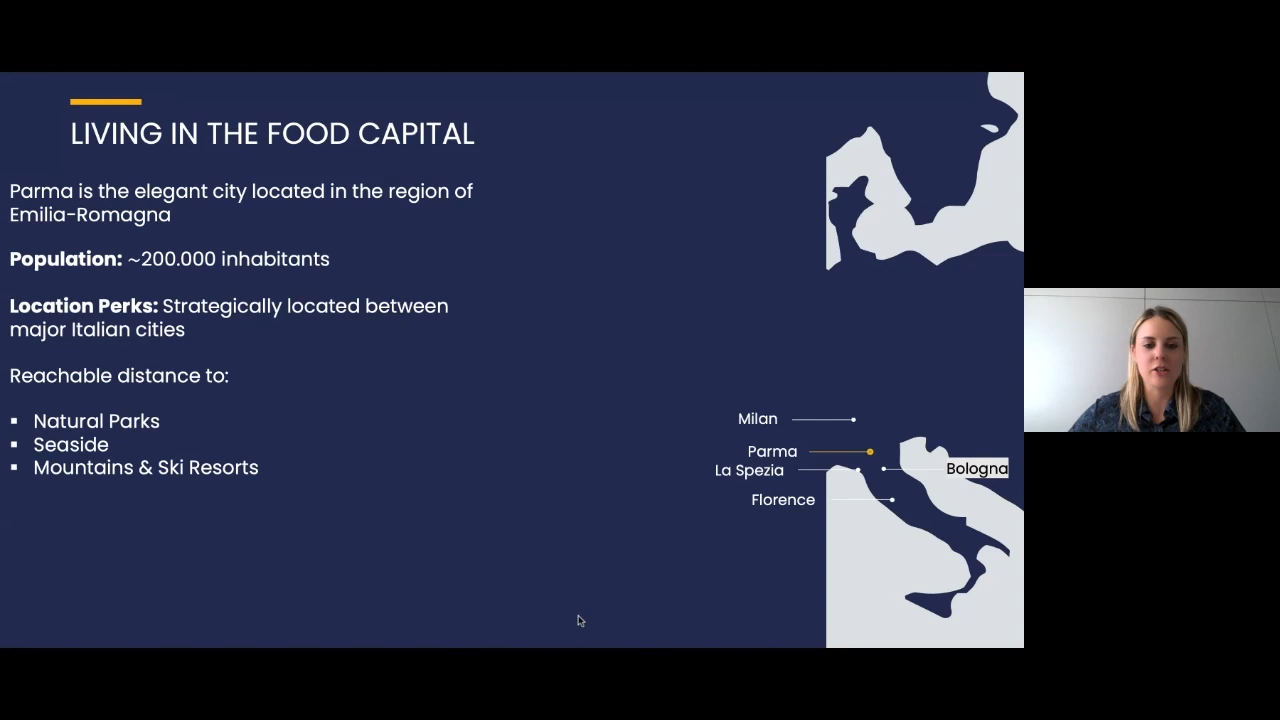 LIVING IN THE FOOD CAPITAL
Parma is the elegant city located in the region of
Emilia-Romagna
Population: ~200.000 inhabitants
Location Perks: Strategically located between
major Italian cities
Reachable distance to:
▪ Natural Parks
▪ Seaside
▪ Mountains & Ski Resorts
Milan
Parma
La Spezia
Bologna
Florence